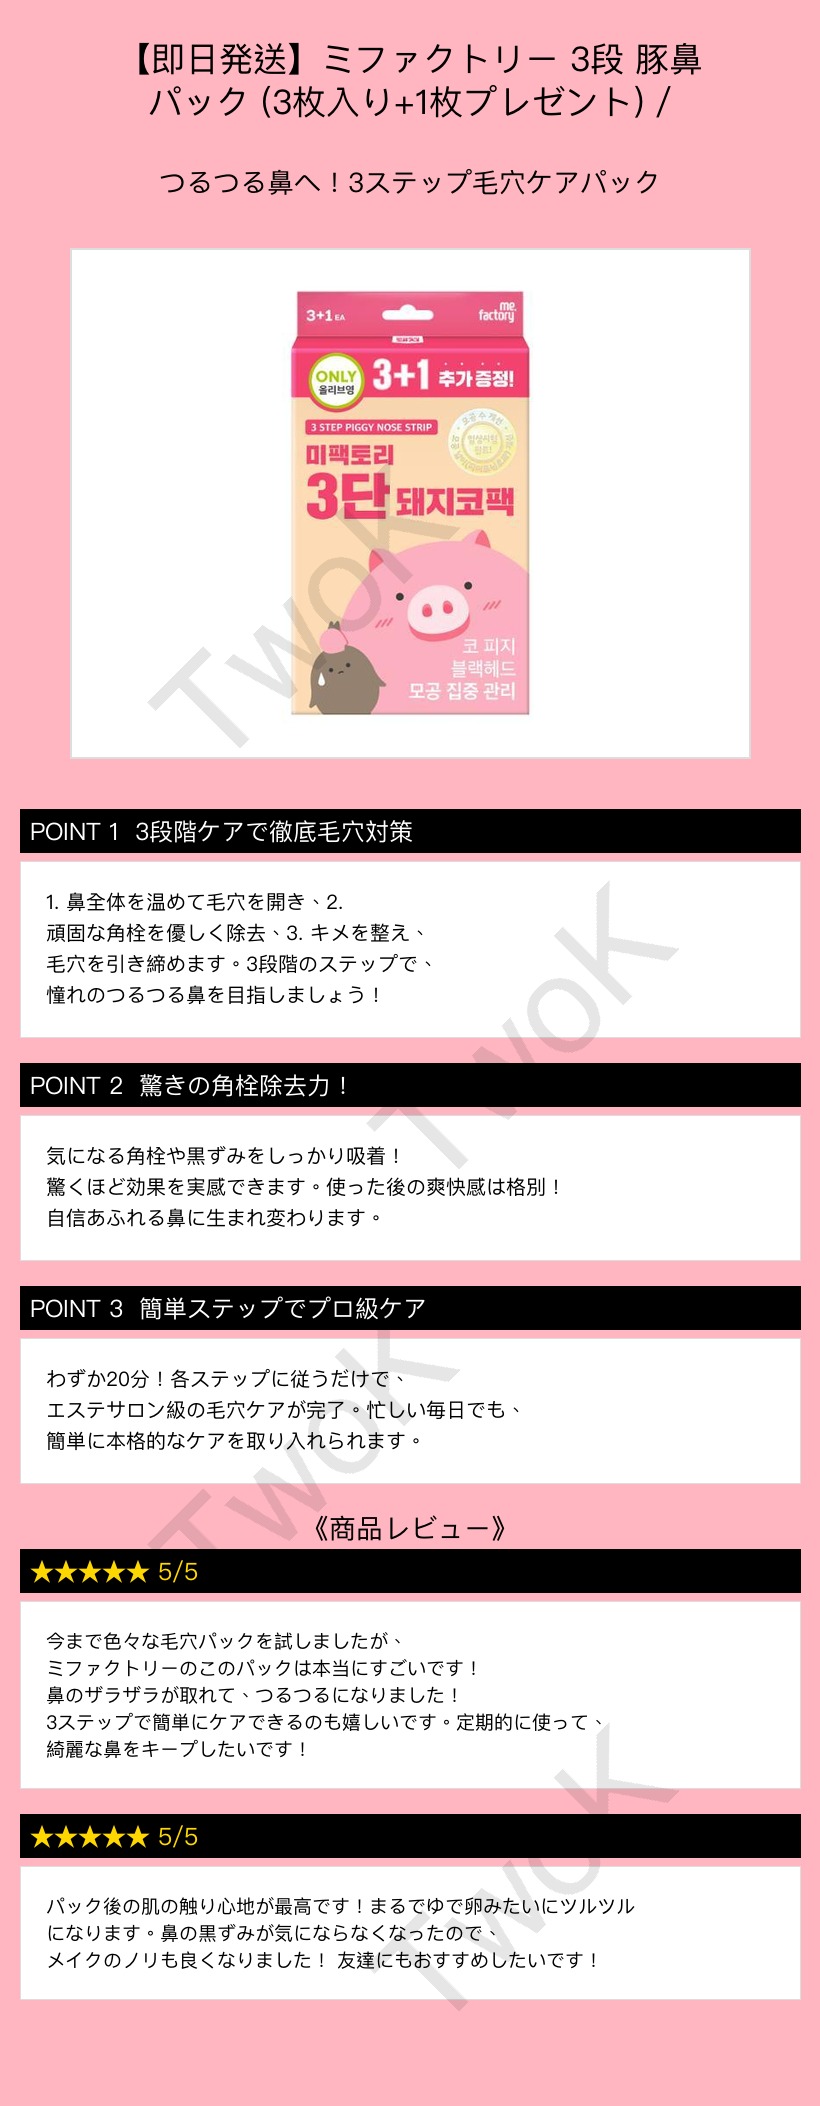 【即日発送】ミファクトリー 3段 豚鼻
パック (3枚入り+1枚プレゼント) /
つるつる鼻へ！3ステップ毛穴ケアパック
3+1 EA
me.
factory
ONLY
올리브영
3+1 추가증정!
3 STEP PIGGY NOSE STRIP
미팩토리
3단 돼지코팩
코 피지
블랙헤드
모공 집중 관리
TwoK
POINT 1 3段階ケアで徹底毛穴対策
1. 鼻全体を温めて毛穴を開き、2.
頑固な角栓を優しく除去、3. キメを整え、
毛穴を引き締めます。3段階のステップで、
憧れのつるつる鼻を目指しましょう！
TwoK
POINT 2 驚きの角栓除去力！
気になる角栓や黒ずみをしっかり吸着！
驚くほど効果を実感できます。使った後の爽快感は格別！
自信あふれる鼻に生まれ変わります。
POINT 3 簡単ステップでプロ級ケア
わずか20分！各ステップに従うだけで、
エステサロン級の毛穴ケアが完了。忙しい毎日でも、
簡単に本格的なケアを取り入れられます。
TwoK
《商品レビュー》
★★★★★ 5/5
今まで色々な毛穴パックを試しましたが、
ミファクトリーのこのパックは本当にすごいです！
鼻のザラザラが取れて、つるつるになりました！
3ステップで簡単にケアできるのも嬉しいです。定期的に使って、
綺麗な鼻をキープしたいです！
★★★★★ 5/5
パック後の肌の触り心地が最高です！まるでゆで卵みたいにツルツル
になります。鼻の黒ずみが気にならなくなったので、
メイクのノリも良くなりました！ 友達にもおすすめしたいです！
TwoK